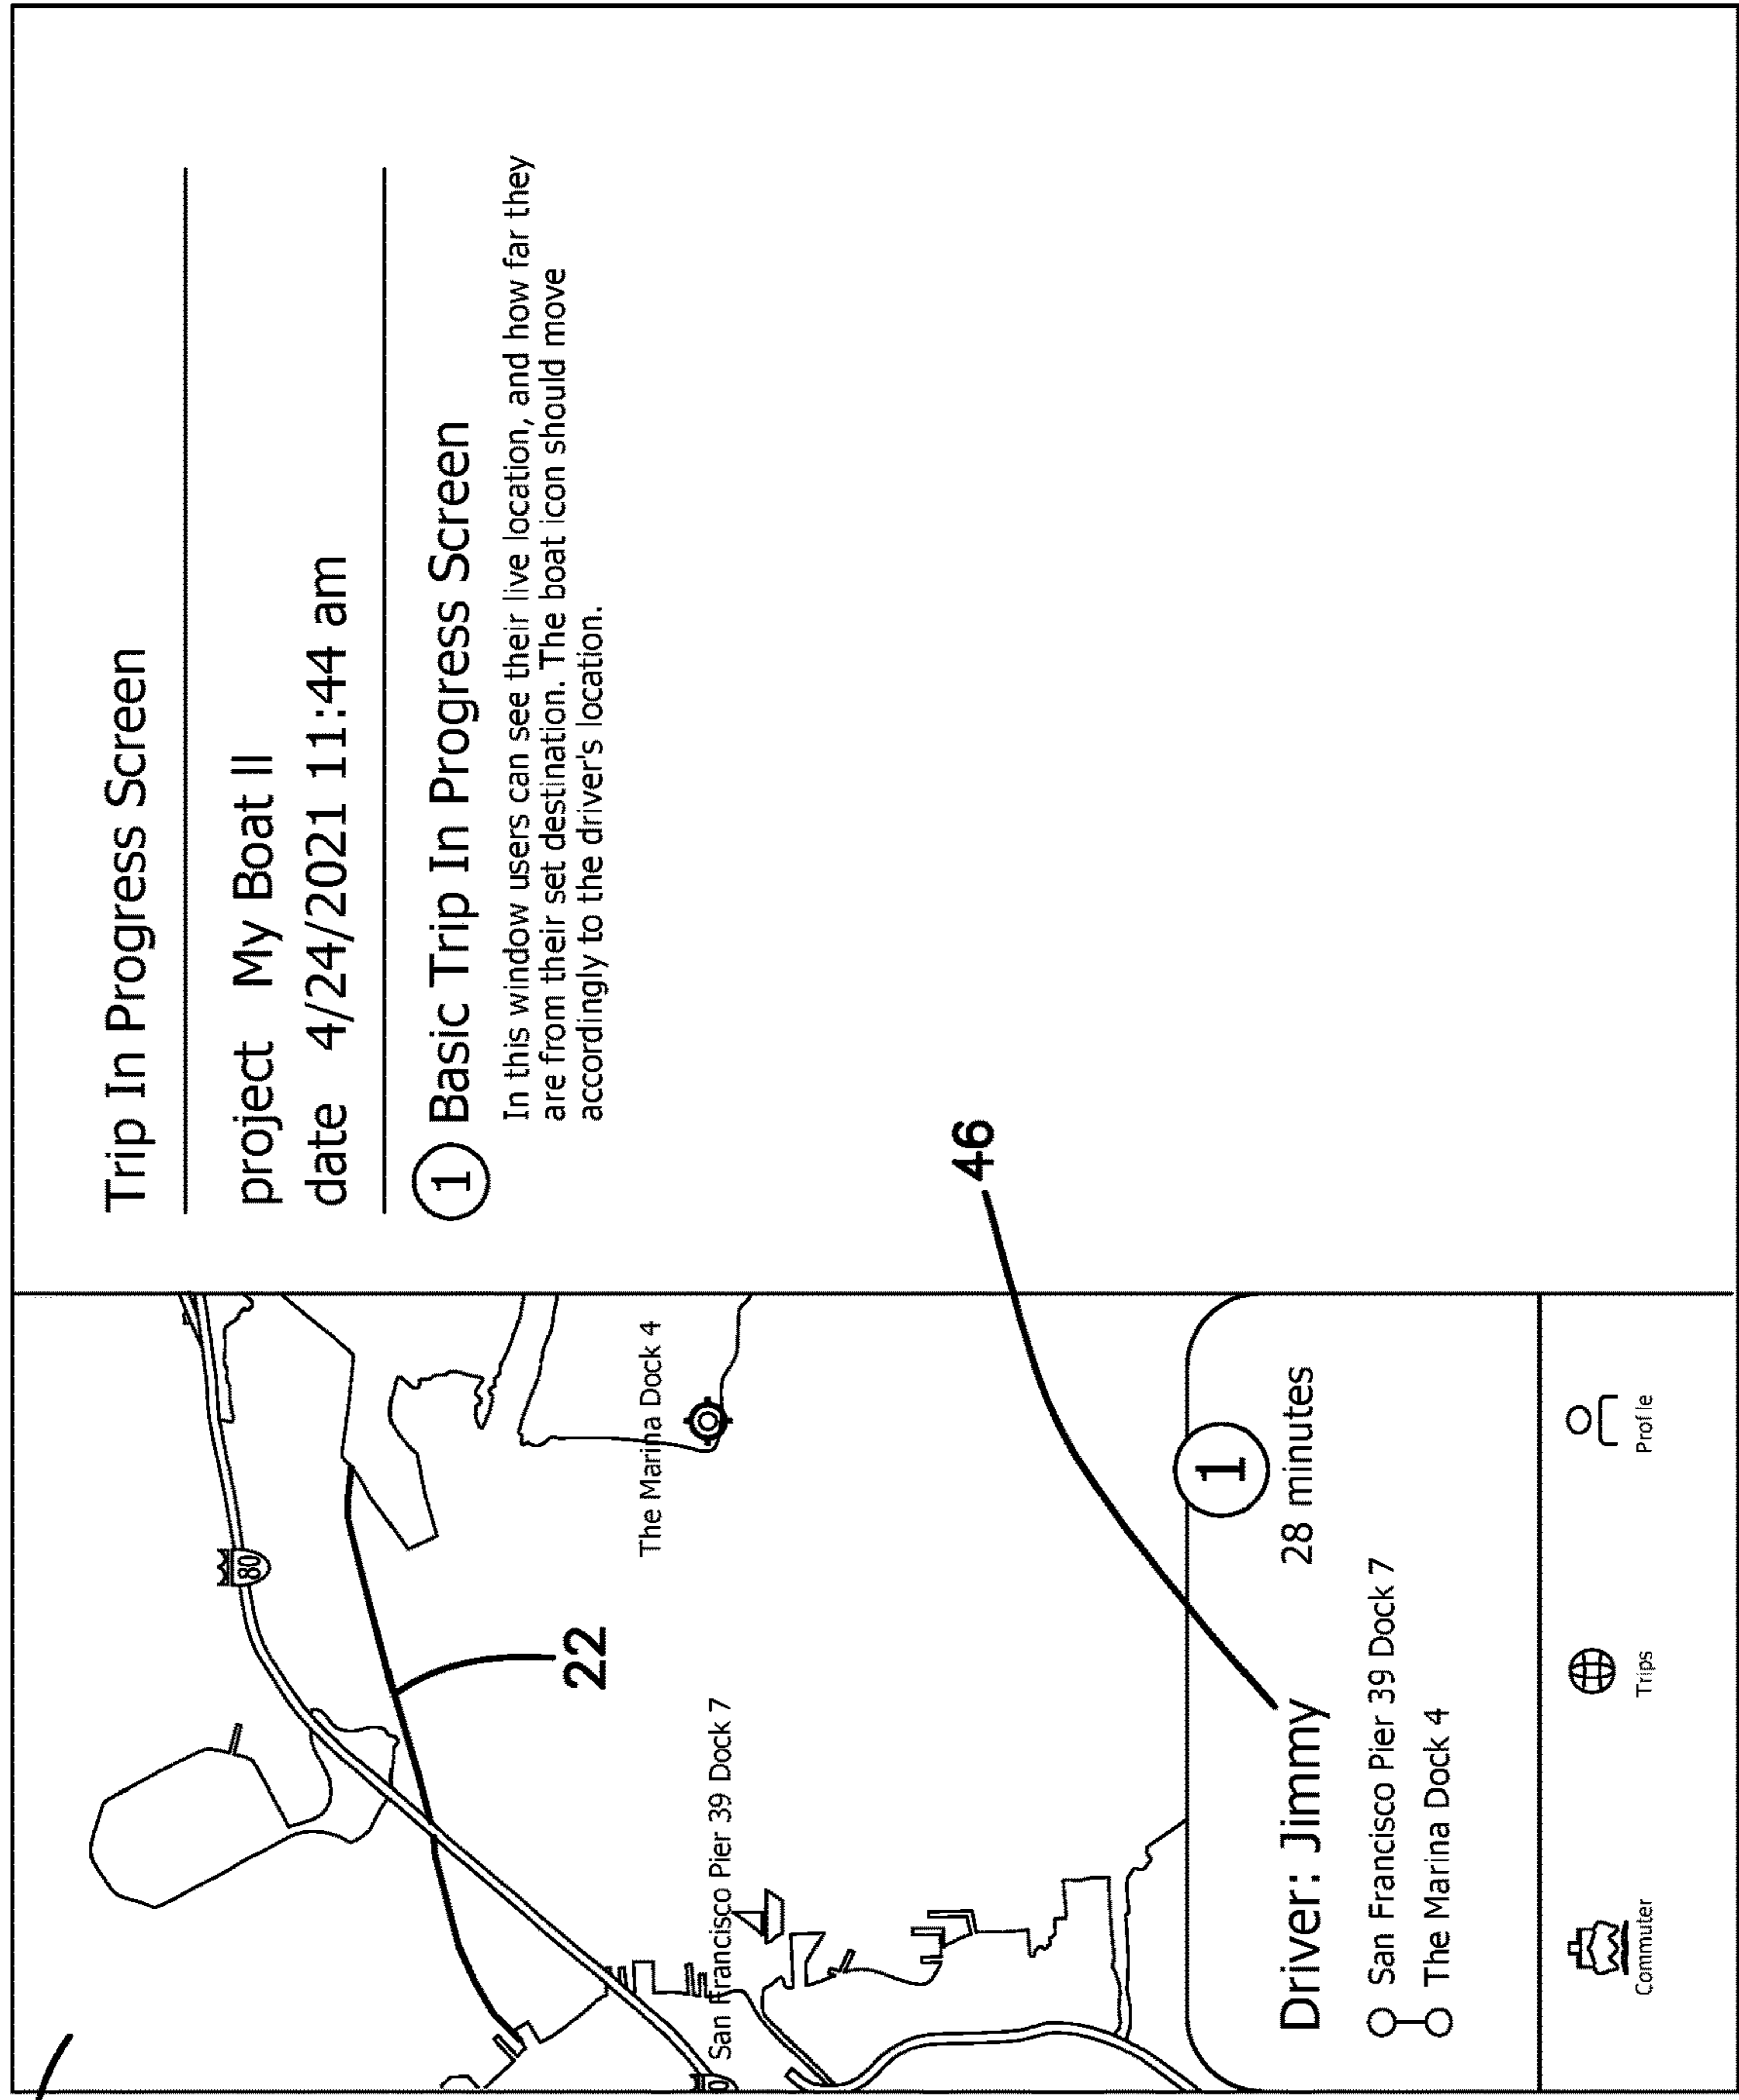 Trip In Progress Screen
project My Boat II
date 4/24/2021 11:44 am
1 Basic Trip In Progress Screen
In this window users can see their live location, and how far they
are from their set destination. The boat icon should move
accordingly to the driver's location.
80
22
The Marina Dock 4
San Francisco Pier 39 Dock 7
46
1
Driver: Jimmy 28 minutes
San Francisco Pier 39 Dock 7
The Marina Dock 4
Commuter Trips Profile